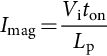 I_mag = V_i t_on / L_p